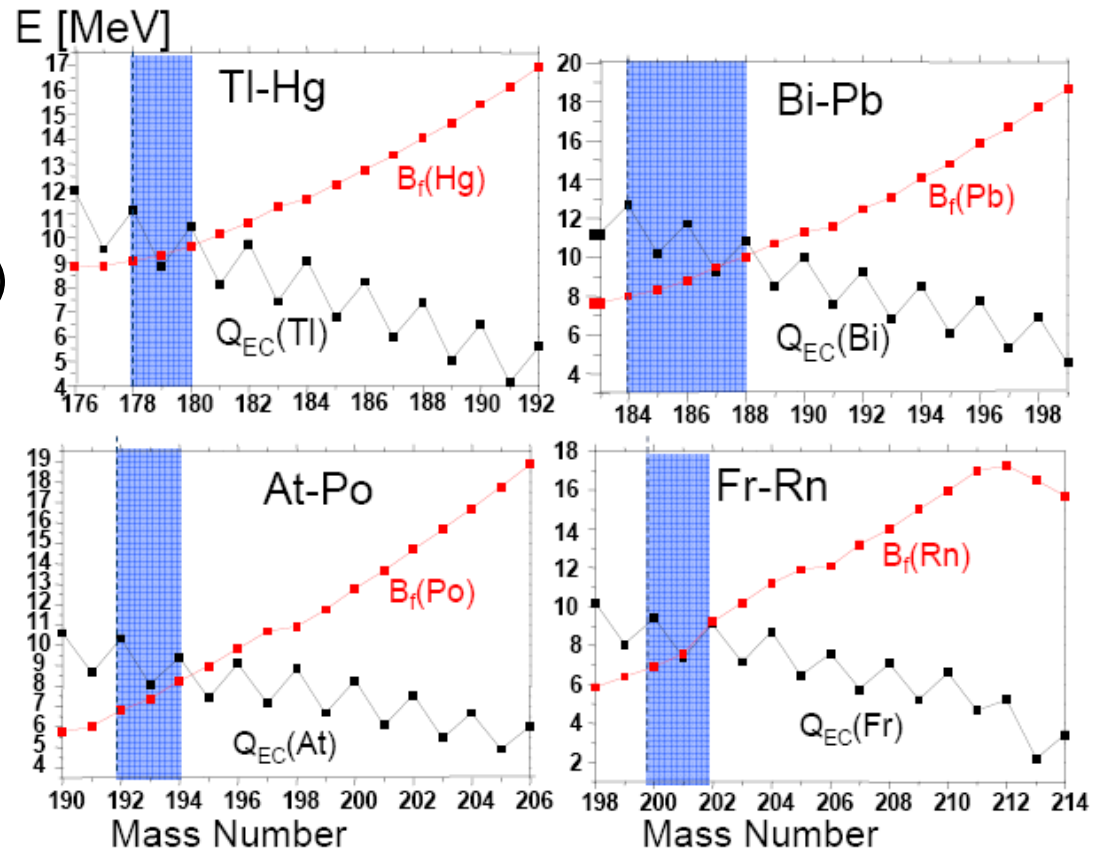 E [MeV]
17
16
15
14
13
12
11
10
9
8
7
6
5
4
Tl-Hg
Bf(Hg)
QEC(Tl)
176 178 180 182 184 186 188 190 192
20
18
16
14
12
10
8
6
4
Bi-Pb
Bf(Pb)
QEC(Bi)
184 186 188 190 192 194 196 198
)
19
18
17
16
15
14
13
12
11
10
9
8
7
6
5
4
At-Po
Bf(Po)
QEC(At)
190 192 194 196 198 200 202 204 206
Mass Number
18
16
14
12
10
8
6
4
2
Fr-Rn
Bf(Rn)
QEC(Fr)
198 200 202 204 206 208 210 212 214
Mass Number